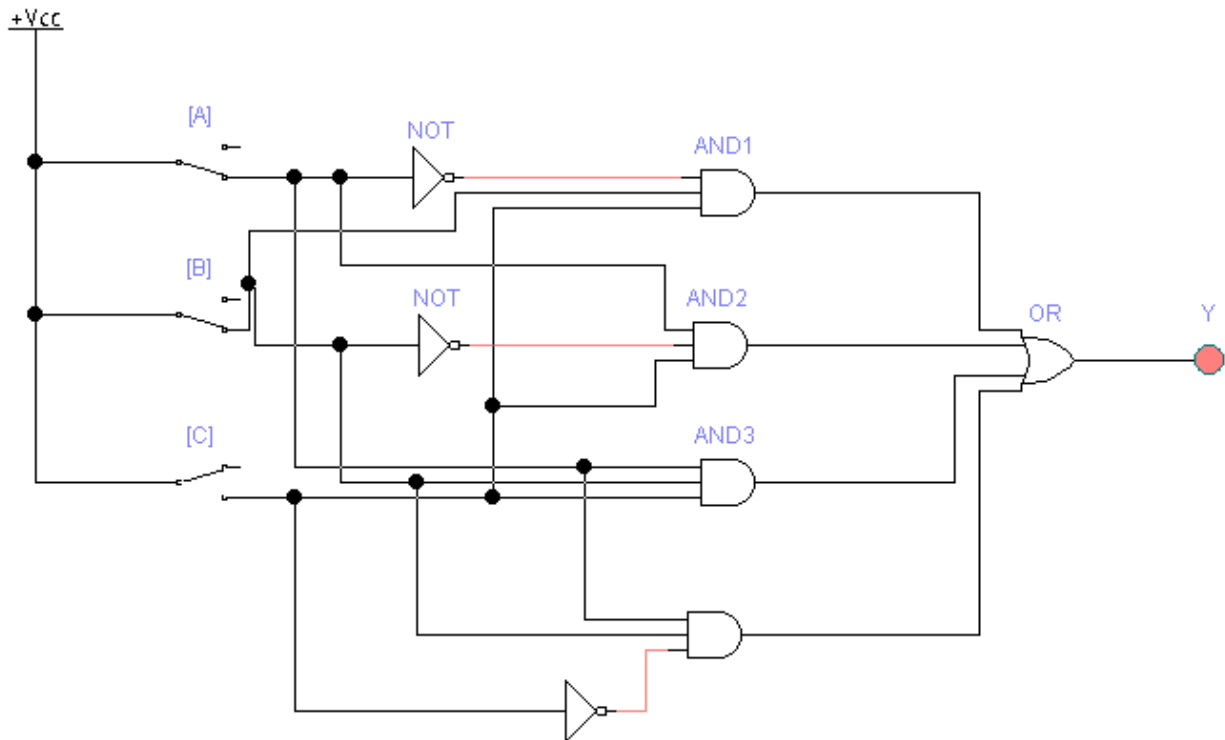 +Vcc
[A]
NOT
AND1
[B]
NOT
AND2
OR
Y
[C]
AND3